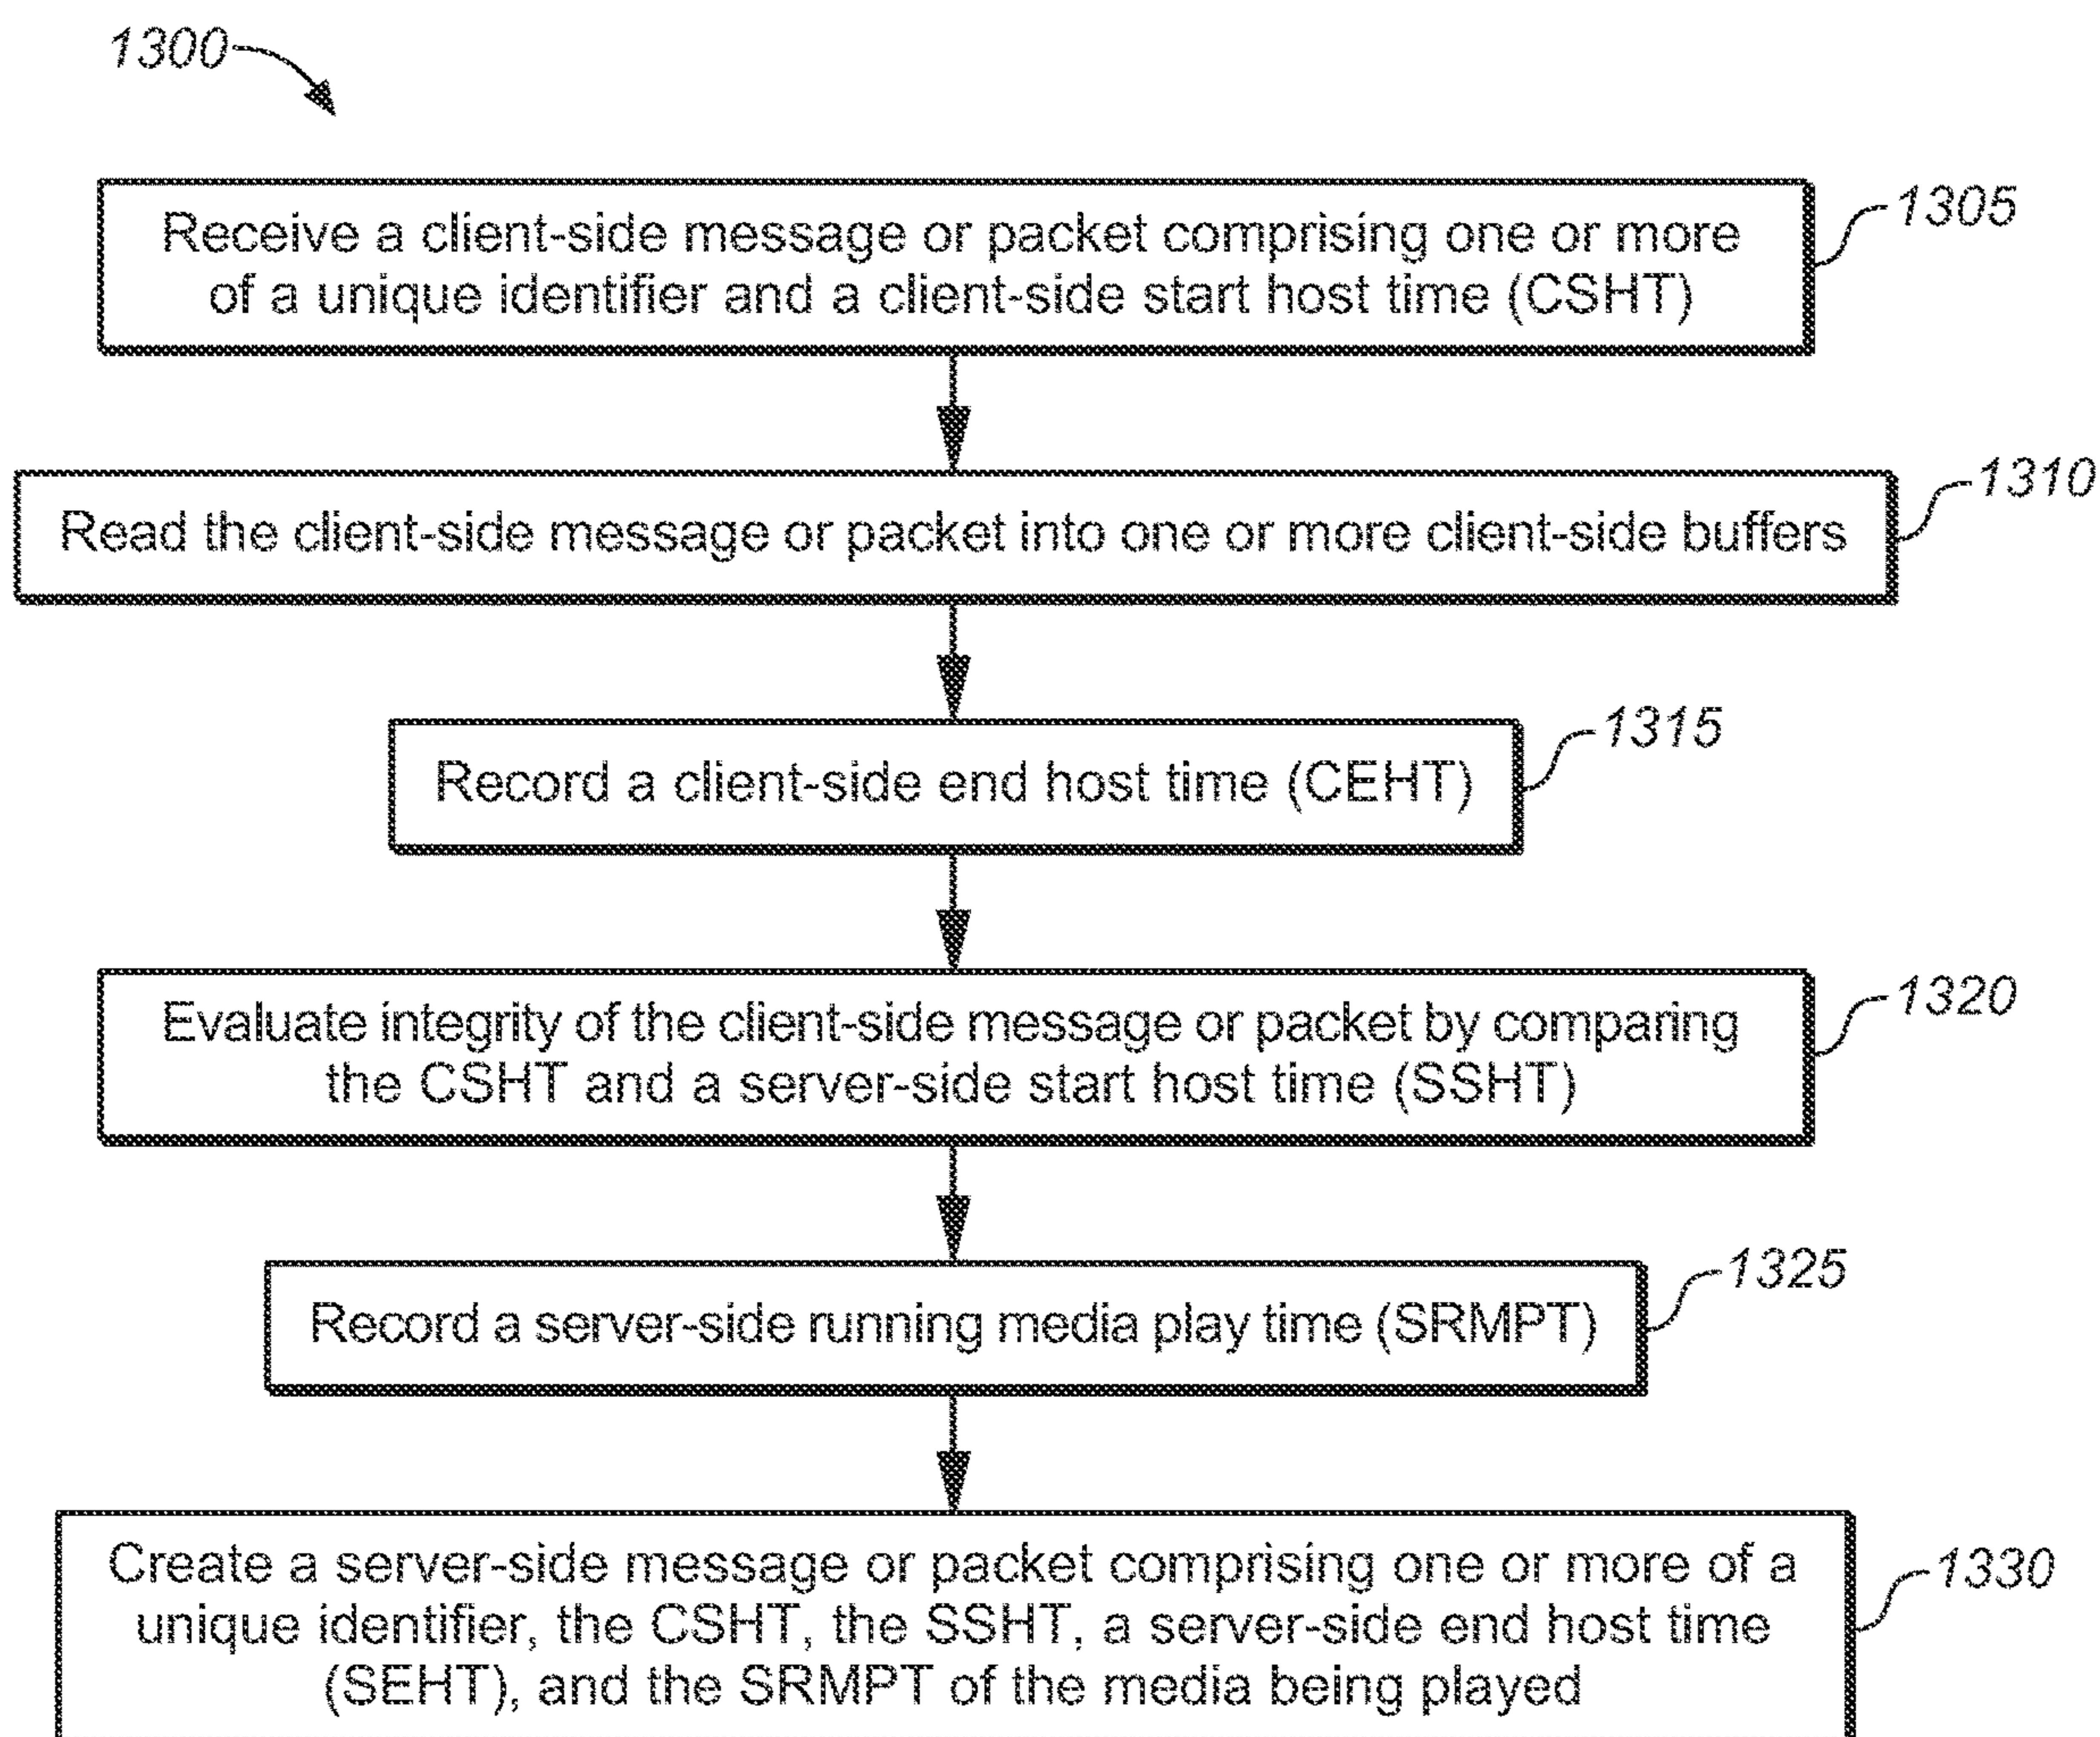 1300
Receive a client-side message or packet comprising one or more
of a unique identifier and a client-side start host time (CSHT)
1305
Read the client-side message or packet into one or more client-side buffers
1310
Record a client-side end host time (CEHT)
1315
Evaluate integrity of the client-side message or packet by comparing
the CSHT and a server-side start host time (SSHT)
1320
Record a server-side running media play time (SRMPT)
1325
Create a server-side message or packet comprising one or more of a
unique identifier, the CSHT, the SSHT, a server-side end host time
(SEHT), and the SRMPT of the media being played
1330